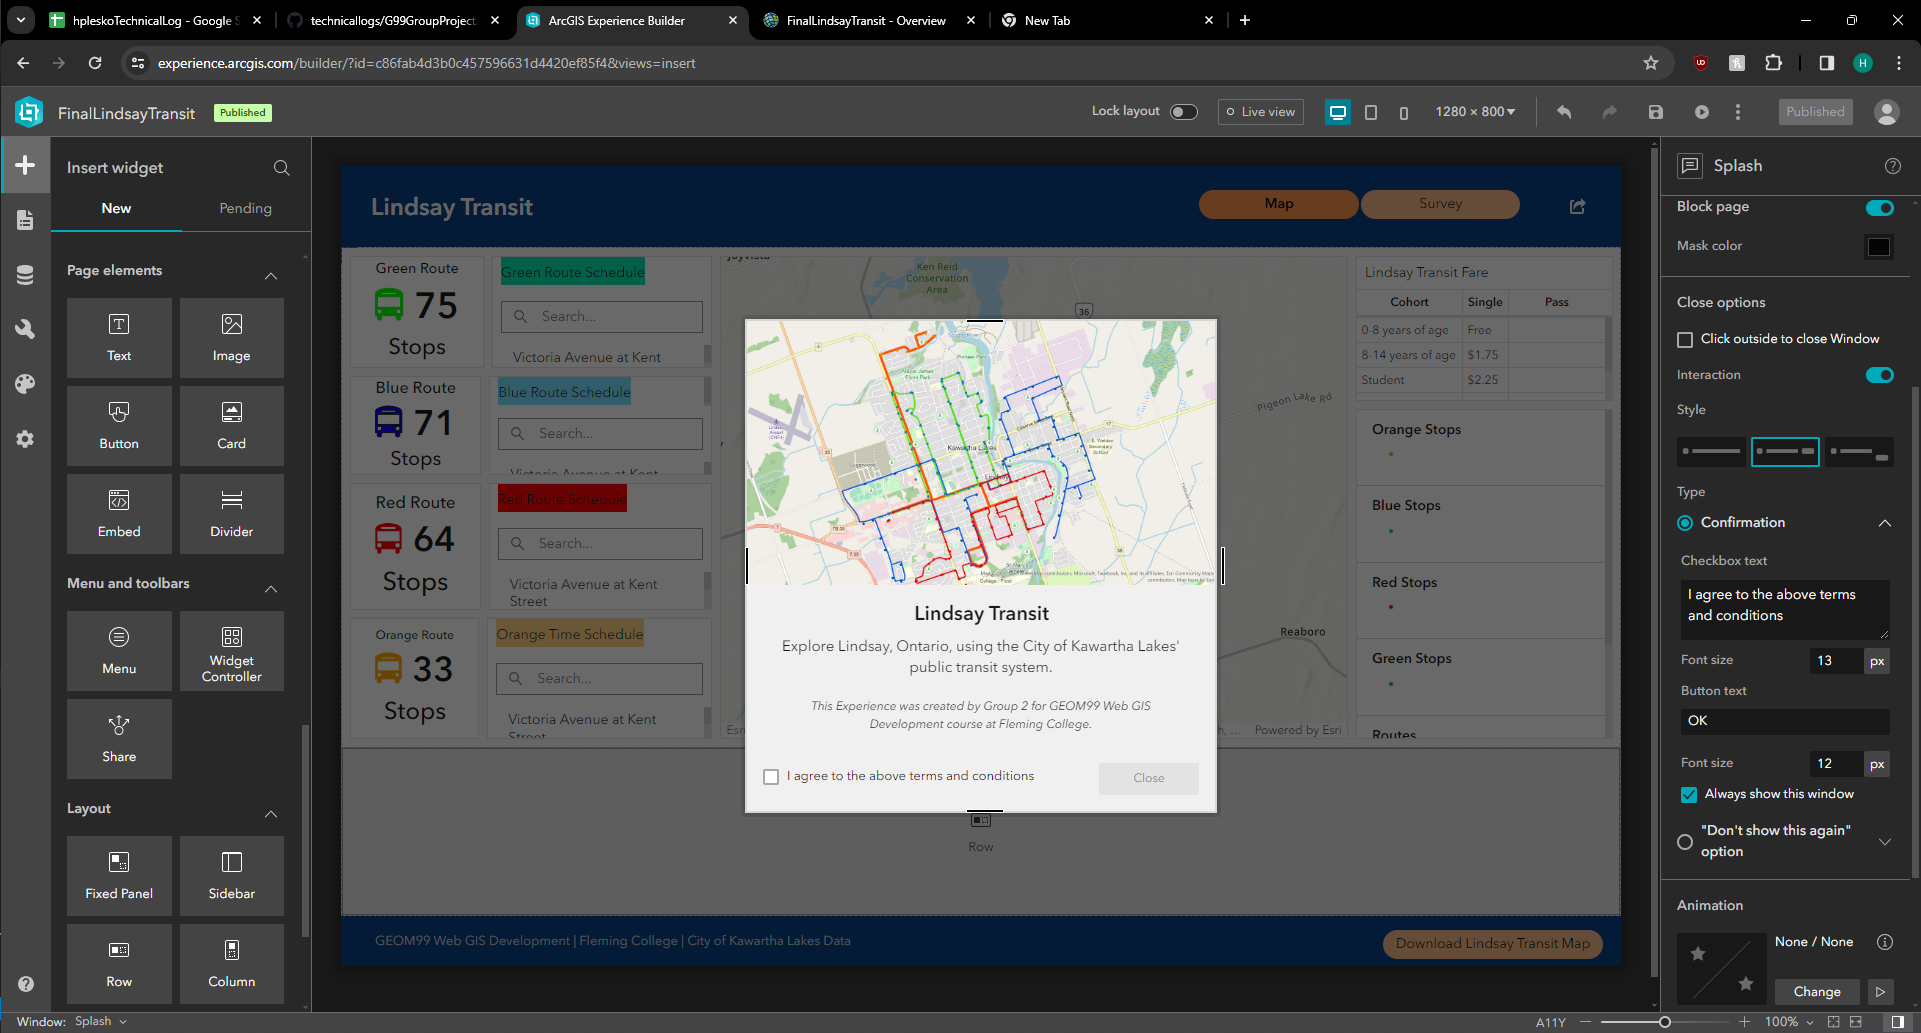 hpleskoTechnicalLog - Google S
technicallogs/G99GroupProject
ArcGIS Experience Builder
FinalLindsayTransit - Overview
New Tab
experience.arcgis.com/builder/?id=c86fab4d3b0c457596631d4420ef85f4&views=insert
H
FinalLindsayTransit
Published
Lock layout
Live view
1280 × 800
Published
Insert widget
New
Pending
Page elements
Text
Image
Button
Card
Embed
Divider
Menu and toolbars
Menu
Widget Controller
Share
Layout
Fixed Panel
Sidebar
Row
Column
Window: Splash
Lindsay Transit
Map
Survey
Green Route
75
Stops
Green Route Schedule
Search...
Victoria Avenue at Kent
Blue Route
71
Stops
Blue Route Schedule
Search...
Victoria Avenue at Kent
Red Route
64
Stops
Red Route Schedule
Search...
Victoria Avenue at Kent
Street
Orange Route
33
Stops
Orange Time Schedule
Search...
Victoria Avenue at Kent
Street
Ken Reid
Conservation
Area
36
Pigeon Lake Rd
Reaboro
Powered by Esri
Kawartha Lakes
Lindsay
Lindsay Transit
Explore Lindsay, Ontario, using the City of Kawartha Lakes'
public transit system.
This Experience was created by Group 2 for GEOM99 Web GIS
Development course at Fleming College.
I agree to the above terms and conditions
Close
Row
Lindsay Transit Fare
Cohort Single Pass
0-8 years of age Free
8-14 years of age $1.75
Student $2.25
Orange Stops
Blue Stops
Red Stops
Green Stops
Routes
GEOM99 Web GIS Development | Fleming College | City of Kawartha Lakes Data
Download Lindsay Transit Map
Splash
Block page
Mask color
Close options
Click outside to close Window
Interaction
Style
Type
Confirmation
Checkbox text
I agree to the above terms
and conditions
Font size 13 px
Button text
OK
Font size 12 px
Always show this window
"Don't show this again"
option
Animation
None / None
Change
A11Y
100%